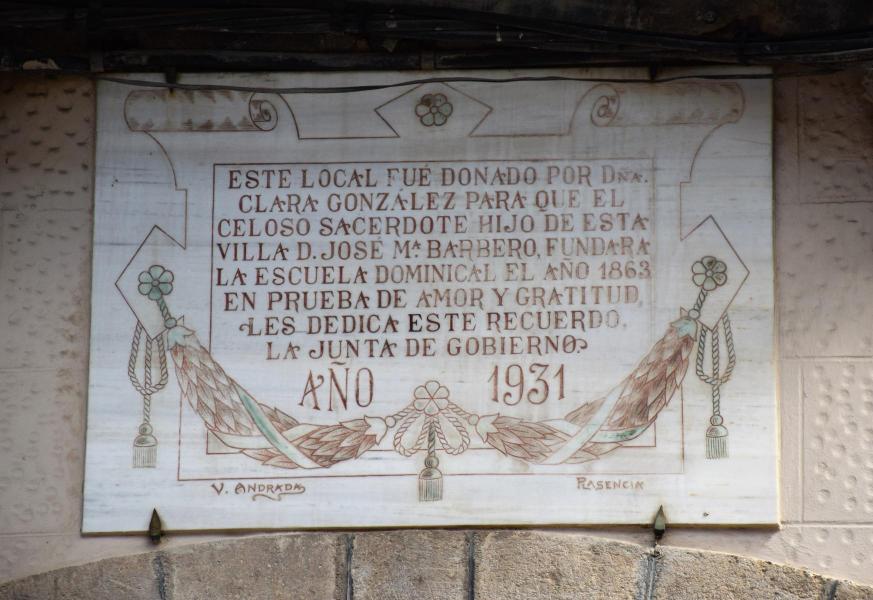 ESTE LOCAL FUÉ DONADO POR DÑA.
CLARA GONZÁLEZ PARA QUE EL
CELOSO SACERDOTE HIJO DE ESTA
VILLA D. JOSÉ Mª. BARBERO, FUNDARA
LA ESCUELA DOMINICAL EL AÑO 1863
EN PRUEBA DE AMOR Y GRATITUD,
LES DEDICA ESTE RECUERDO,
LA JUNTA DE GOBIERNO.
AÑO 1931
V. ANDRADA PLASENCIA